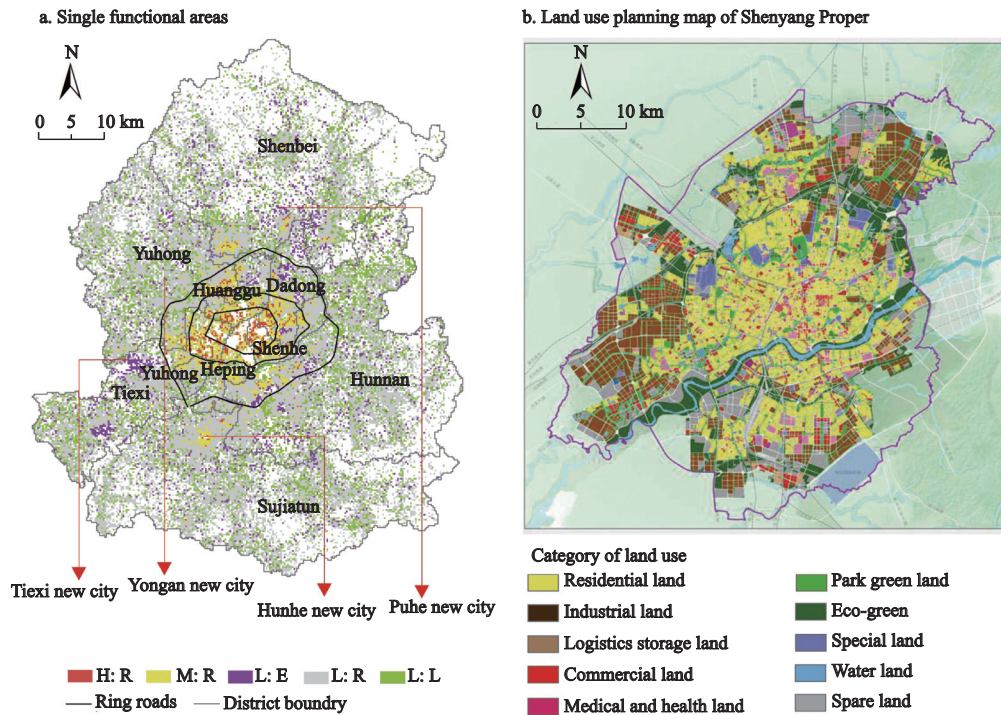 a. Single functional areas
N
0 5 10 km
Shenbei
Yuhong
Huanggu
Dadong
Shenhe
Heping
Yuhong
Tiexi
Hunnan
Sujiatun
Tiexi new city
Yongan new city
Hunhe new city
Puhe new city
H: R M: R L: E L: R L: L
Ring roads District boundary
b. Land use planning map of Shenyang Proper
N
0 5 10 km
Category of land use
Residential land
Industrial land
Logistics storage land
Commercial land
Medical and health land
Park green land
Eco-green
Special land
Water land
Spare land